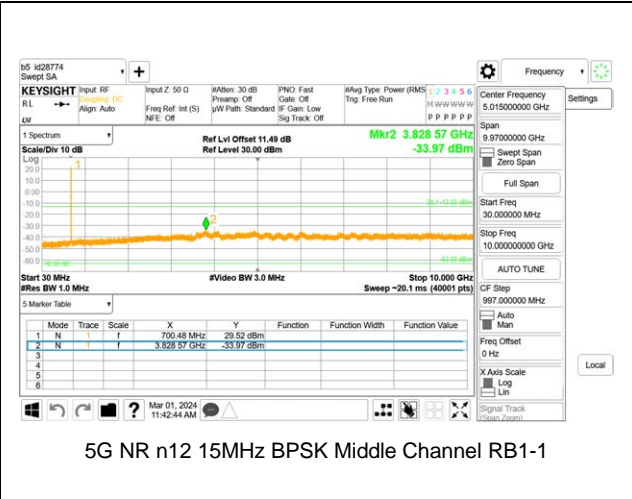 b5 id28774
Swept SA
Frequency
Settings
KEYSIGHT
RL
Input: RF
Coupling: DC
Align: Auto
Input Z: 50 Ω
Freq Ref: Int (S)
NFE: Off
#Atten: 30 dB
Preamp: Off
µW Path: Standard
PNO: Fast
Gate: Off
IF Gain: Low
Sig Track: Off
#Avg Type: Power (RMS
Trig: Free Run
1 2 3 4 5 6
M W W W W W
P P P P P P
1 Spectrum
Scale/Div 10 dB
Ref Lvl Offset 11.49 dB
Ref Level 30.00 dBm
Mkr2 3.828 57 GHz
-33.97 dBm
Log
20.0
10.0
0.00
-10.0
-20.0
-30.0
-40.0
-50.0
-60.0
1
2
DL1 -13.00 dBm
Start 30 MHz
#Res BW 1.0 MHz
#Video BW 3.0 MHz
Stop 10.000 GHz
Sweep ~20.1 ms (40001 pts)
5 Marker Table
Mode Trace Scale X Y Function Function Width Function Value
1 N 1 f 700.48 MHz 29.52 dBm
2 N 1 f 3.828 57 GHz -33.97 dBm
3
4
5
6
Center Frequency
5.015000000 GHz
Span
9.97000000 GHz
Swept Span
Zero Span
Full Span
Start Freq
30.000000 MHz
Stop Freq
10.000000000 GHz
AUTO TUNE
CF Step
997.000000 MHz
Auto
Man
Freq Offset
0 Hz
X Axis Scale
Log
Lin
Signal Track
(Span Zoom)
Local
Mar 01, 2024
11:42:44 AM
5G NR n12 15MHz BPSK Middle Channel RB1-1